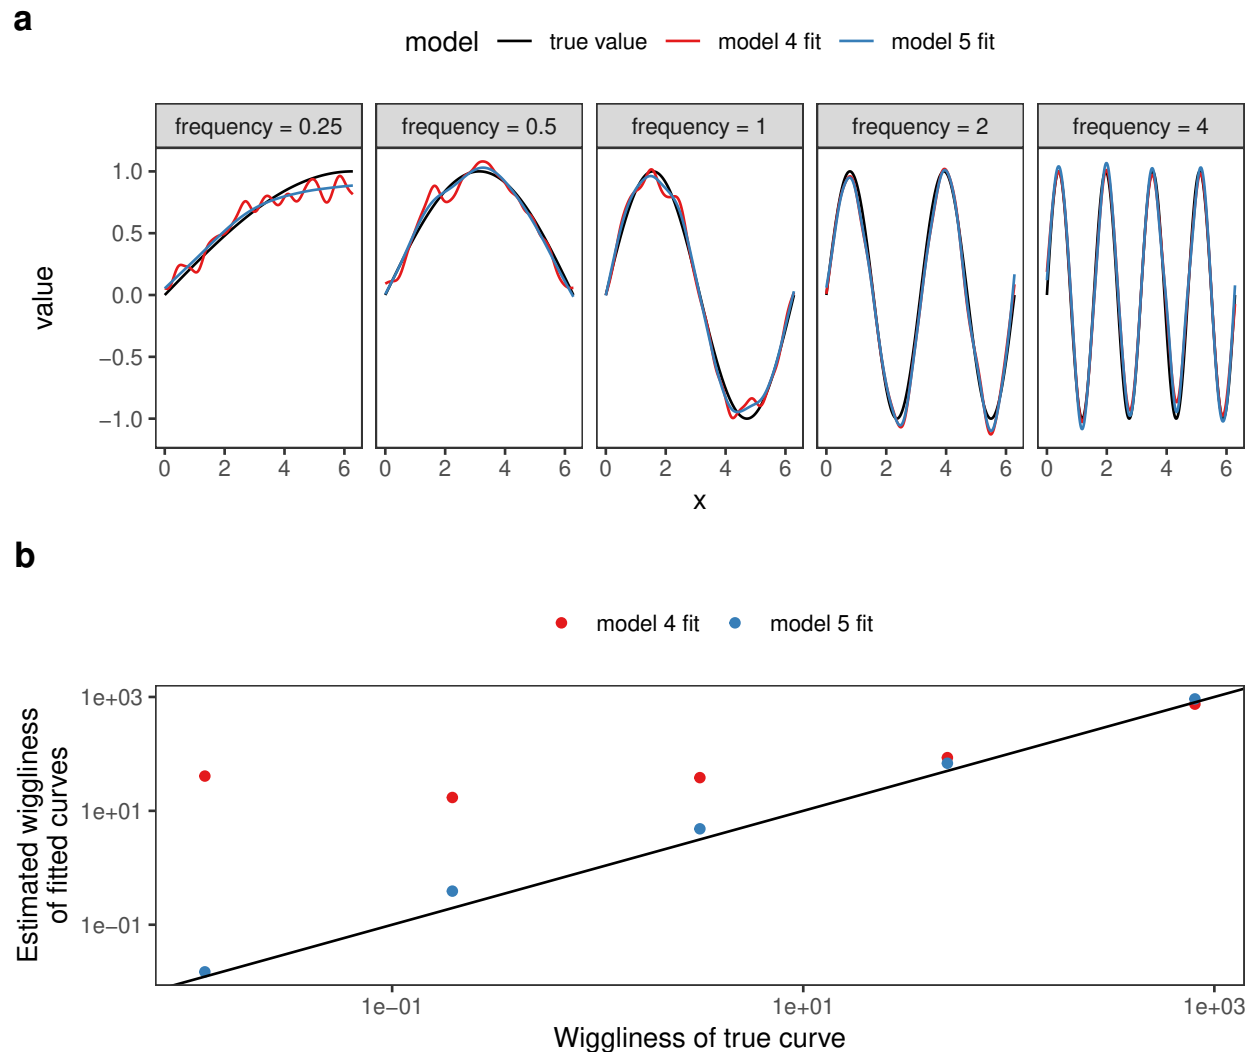 a
model true value model 4 fit model 5 fit
frequency = 0.25 frequency = 0.5 frequency = 1 frequency = 2 frequency = 4
1.0
0.5
0.0
−0.5
−1.0
value
0 2 4 6 0 2 4 6 0 2 4 6 0 2 4 6 0 2 4 6
x
b
model 4 fit model 5 fit
1e+03
1e+01
1e−01
Estimated wiggliness
of fitted curves
1e−01 1e+01 1e+03
Wiggliness of true curve